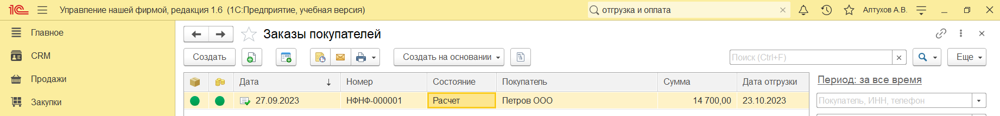 1С Управление нашей фирмой, редакция 1.6 (1С:Предприятие, учебная версия) отгрузка и оплата Алтухов А.В.
Главное
CRM
Продажи
Закупки
Заказы покупателей
Создать Создать на основании Поиск (Ctrl+F) Еще
Дата Номер Состояние Покупатель Сумма Дата отгрузки
27.09.2023 НФНФ-000001 Расчет Петров ООО 14 700,00 23.10.2023
Период: за все время
Покупатель, ИНН, телефон